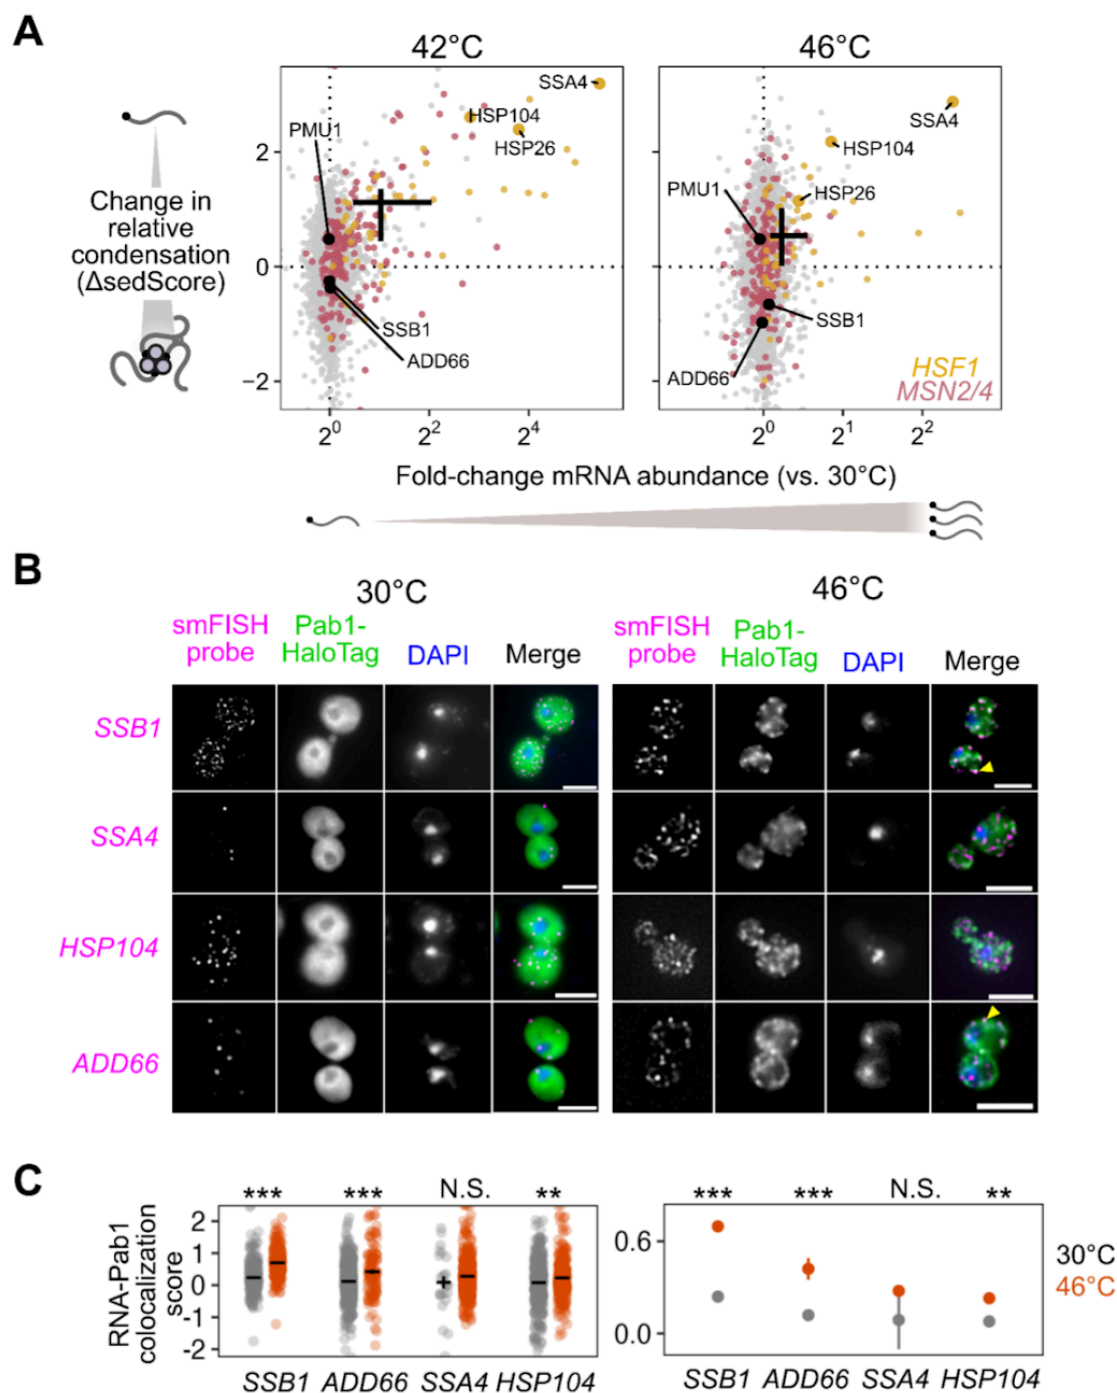 A
42°C
46°C
Change in
relative
condensation
(ΔsedScore)
2
0
−2
PMU1
SSA4
HSP104
HSP26
SSB1
ADD66
2^0
2^2
2^4
PMU1
SSA4
HSP104
HSP26
SSB1
ADD66
HSF1
MSN2/4
2^0
2^1
2^2
Fold-change mRNA abundance (vs. 30°C)
B
30°C
46°C
smFISH
probe
Pab1-
HaloTag
DAPI
Merge
smFISH
probe
Pab1-
HaloTag
DAPI
Merge
SSB1
SSA4
HSP104
ADD66
C
RNA-Pab1
colocalization
score
2
1
0
-1
-2
*** *** N.S. **
SSB1 ADD66 SSA4 HSP104
0.6
0.0
*** *** N.S. **
SSB1 ADD66 SSA4 HSP104
30°C
46°C